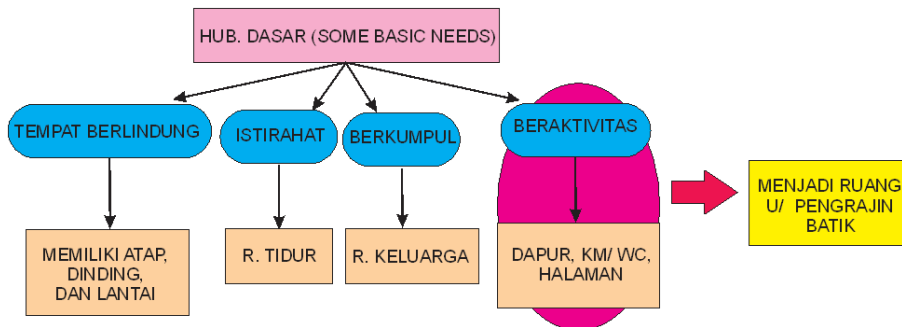 HUB. DASAR (SOME BASIC NEEDS)
TEMPAT BERLINDUNG
ISTIRAHAT
BERKUMPUL
BERAKTIVITAS
MEMILIKI ATAP,
DINDING,
DAN LANTAI
R. TIDUR
R. KELUARGA
DAPUR, KM/ WC,
HALAMAN
MENJADI RUANG
U/ PENGRAJIN
BATIK